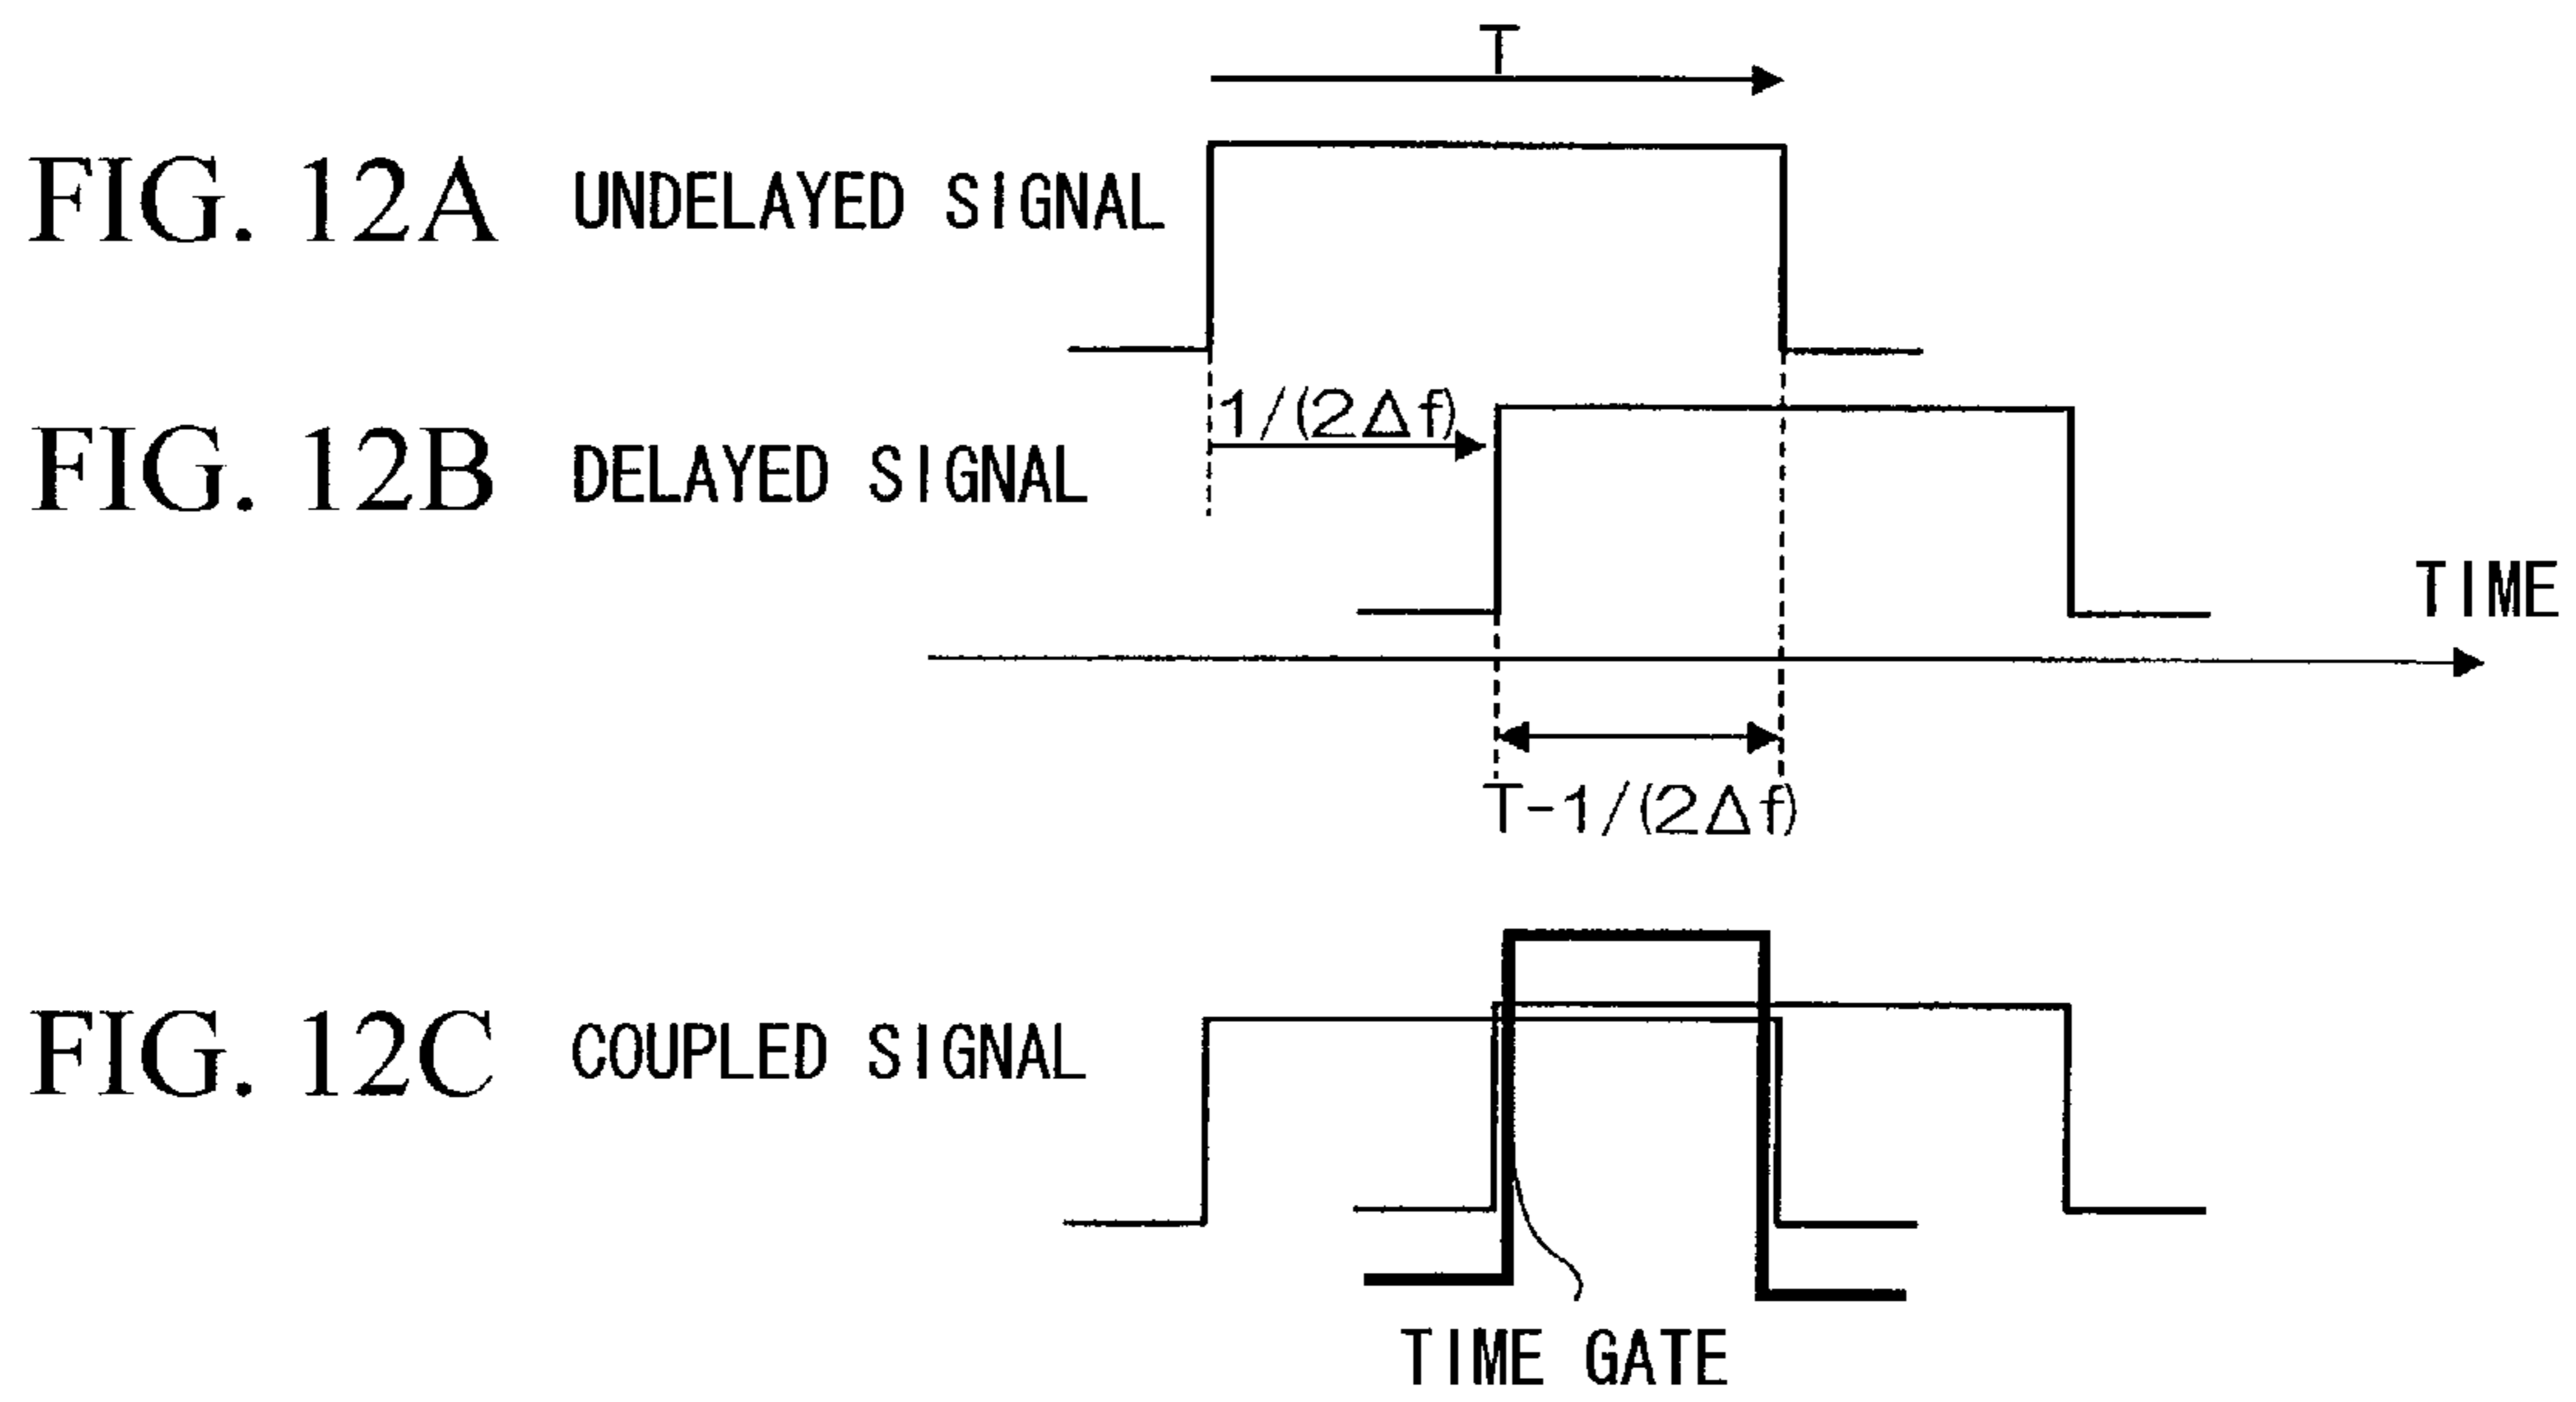 T
FIG. 12A UNDELAYED SIGNAL
1/(2Δf)
FIG. 12B DELAYED SIGNAL
TIME
T-1/(2Δf)
FIG. 12C COUPLED SIGNAL
TIME GATE